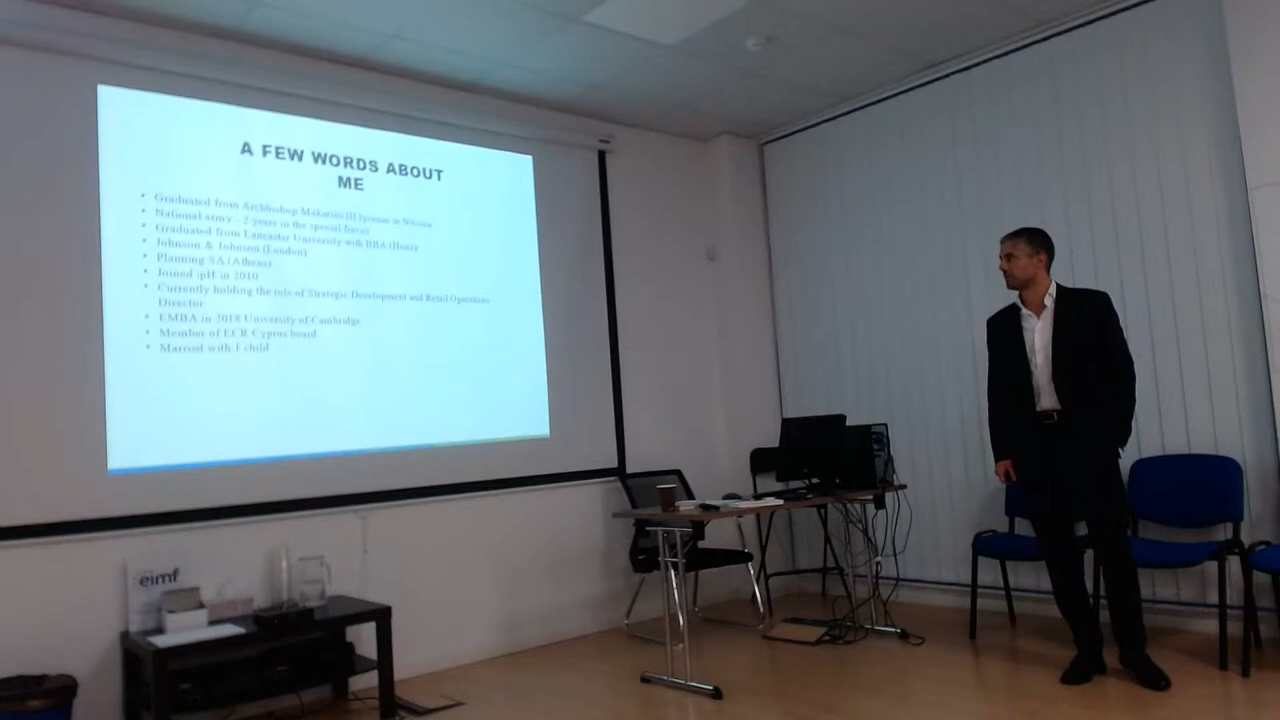 A FEW WORDS ABOUT
ME
• Graduated from Archbishop Makarios III lyceum in Nicosia
• National army - 2 years in the special forces
• Graduated from Lancaster University with BBA (Hons)
• Johnson & Johnson (London)
• Planning SA (Athens)
• Joined ipH in 2010
• Currently holding the role of Strategic Development and Retail Operations
Director
• EMBA in 2018 University of Cambridge
• Member of ECR Cyprus board
• Married with 1 child
eimf